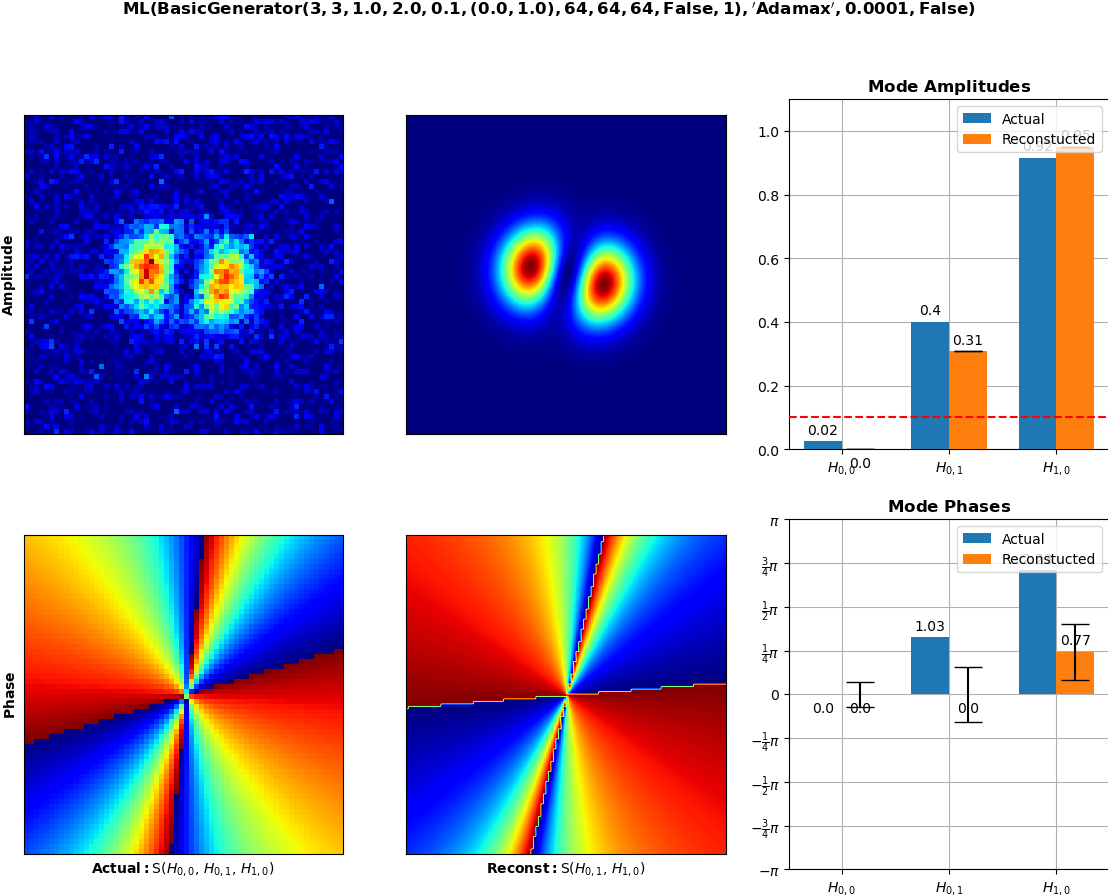 ML(BasicGenerator(3, 3, 1.0, 2.0, 0.1, (0.0, 1.0), 64, 64, 64, False, 1), ′Adamax′, 0.0001, False)
Amplitude
Mode Amplitudes
Actual
Reconstucted
1.0
0.8
0.6
0.4
0.2
0.0
0.02
0.0
0.4
0.31
0.92
0.95
H0,0
H0,1
H1,0
Phase
Actual: S(H0,0, H0,1, H1,0)
Reconst: S(H0,1, H1,0)
Mode Phases
Actual
Reconstucted
π
3/4π
1/2π
1/4π
0
−1/4π
−1/2π
−3/4π
−π
0.0
0.0
1.03
0.0
0.77
H0,0
H0,1
H1,0